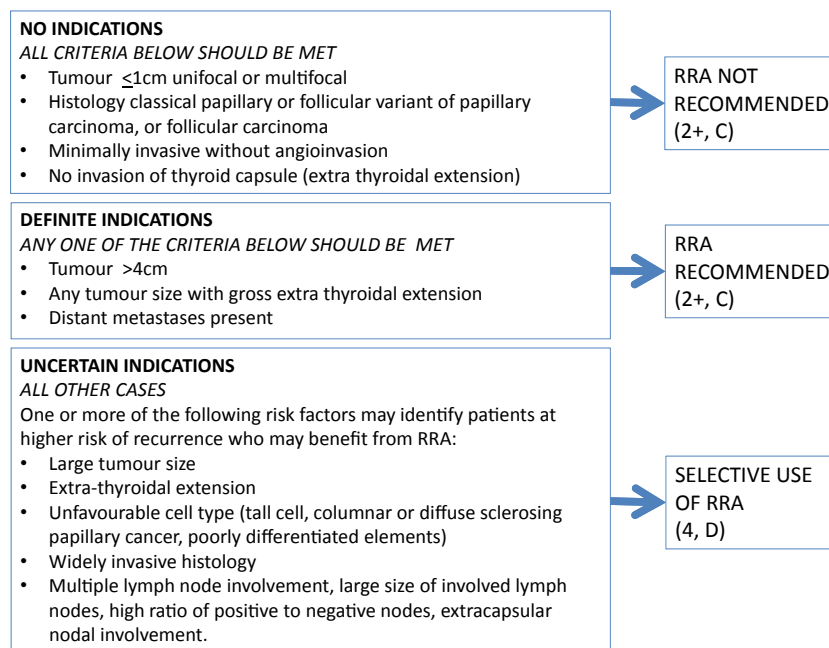 NO INDICATIONS
ALL CRITERIA BELOW SHOULD BE MET
• Tumour ≤1cm unifocal or multifocal
• Histology classical papillary or follicular variant of papillary
carcinoma, or follicular carcinoma
• Minimally invasive without angioinvasion
• No invasion of thyroid capsule (extra thyroidal extension)
RRA NOT
RECOMMENDED
(2+, C)
DEFINITE INDICATIONS
ANY ONE OF THE CRITERIA BELOW SHOULD BE MET
• Tumour >4cm
• Any tumour size with gross extra thyroidal extension
• Distant metastases present
RRA
RECOMMENDED
(2+, C)
UNCERTAIN INDICATIONS
ALL OTHER CASES
One or more of the following risk factors may identify patients at
higher risk of recurrence who may benefit from RRA:
• Large tumour size
• Extra-thyroidal extension
• Unfavourable cell type (tall cell, columnar or diffuse sclerosing
papillary cancer, poorly differentiated elements)
• Widely invasive histology
• Multiple lymph node involvement, large size of involved lymph
nodes, high ratio of positive to negative nodes, extracapsular
nodal involvement.
SELECTIVE USE
OF RRA
(4, D)